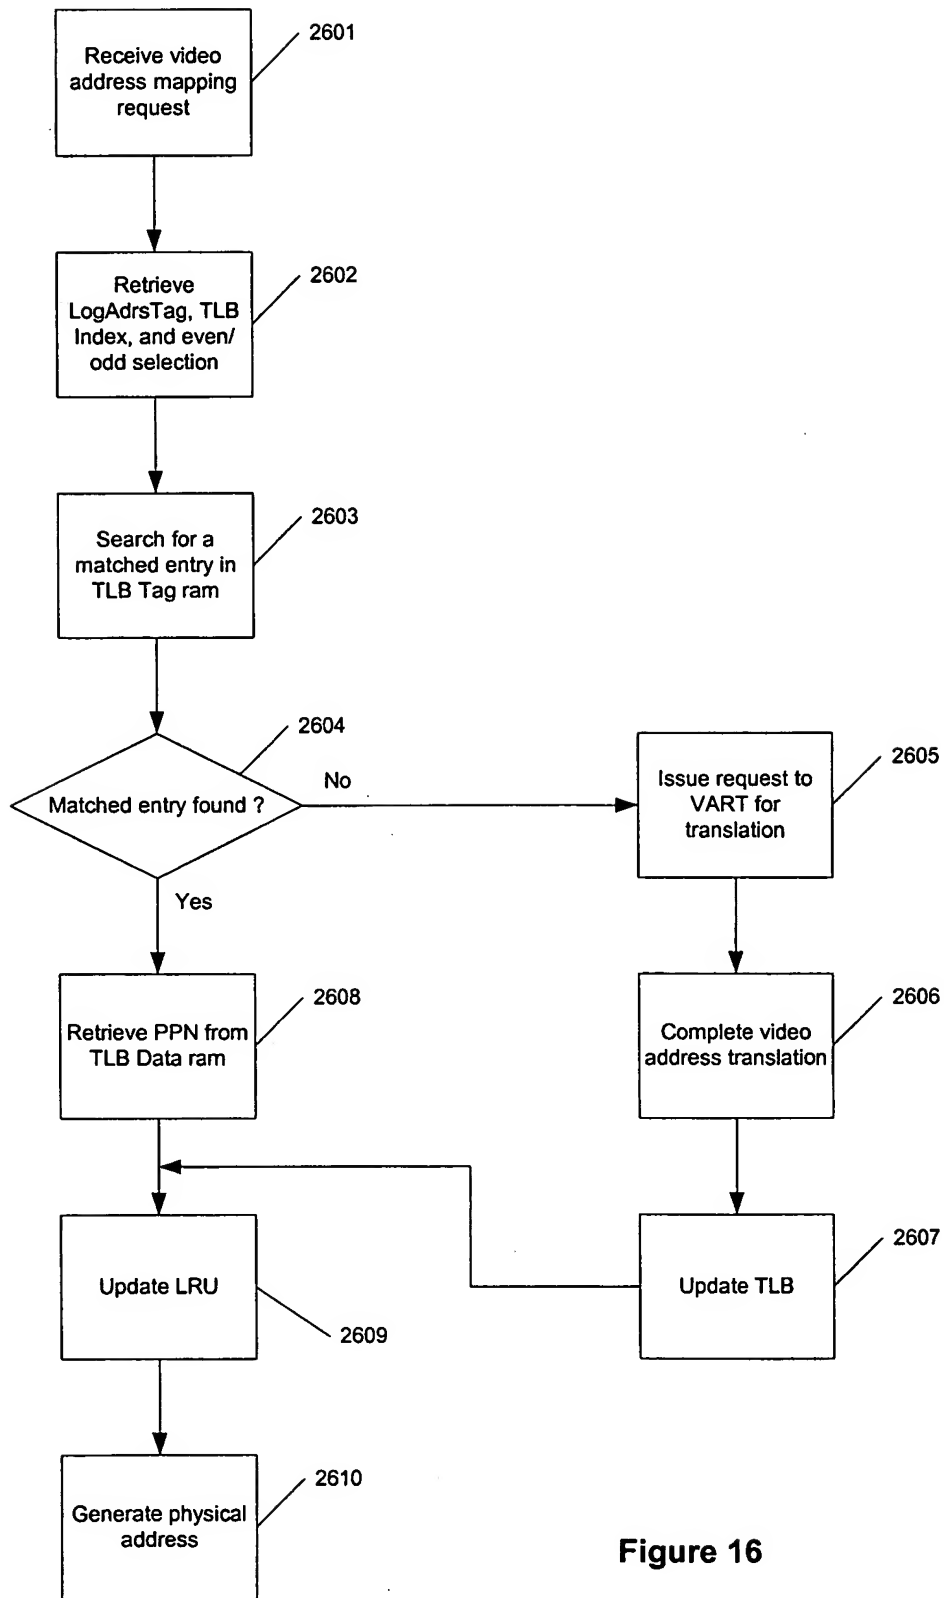 Receive video
address mapping
request
2601
Retrieve
LogAdrsTag, TLB
Index, and even/
odd selection
2602
Search for a
matched entry in
TLB Tag ram
2603
Matched entry found ?
2604
No
Yes
Issue request to
VART for
translation
2605
Complete video
address translation
2606
Update TLB
2607
Retrieve PPN from
TLB Data ram
2608
Update LRU
2609
Generate physical
address
2610
Figure 16